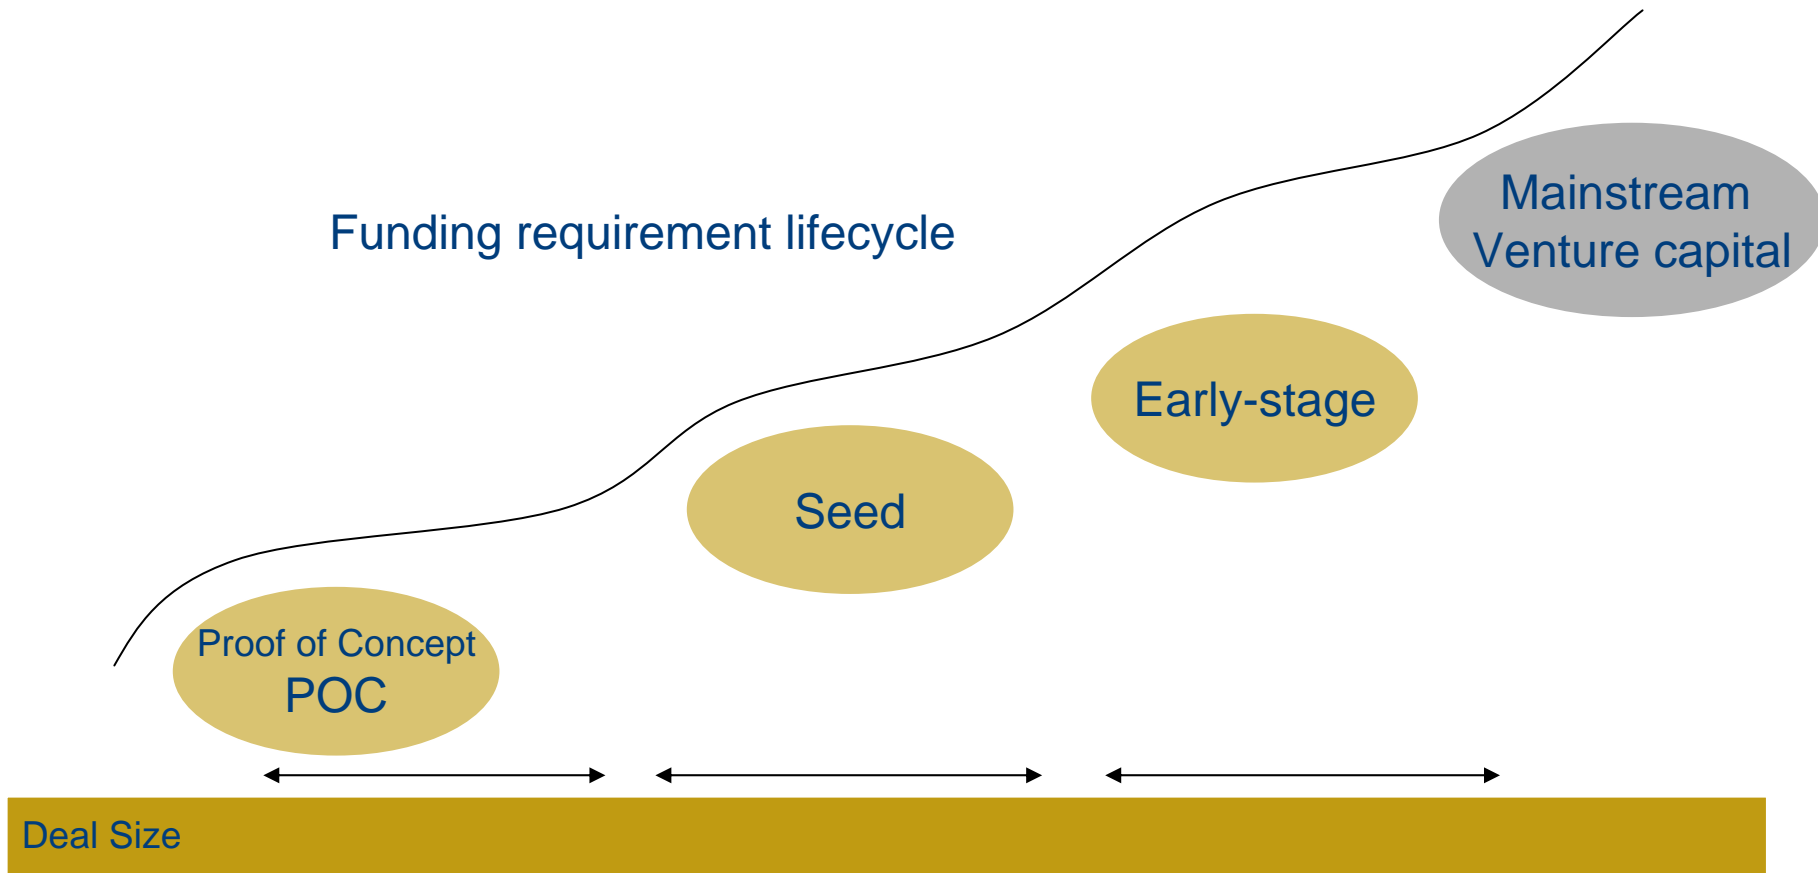 Funding requirement lifecycle
Mainstream
Venture capital
Early-stage
Seed
Proof of Concept
POC
Deal Size